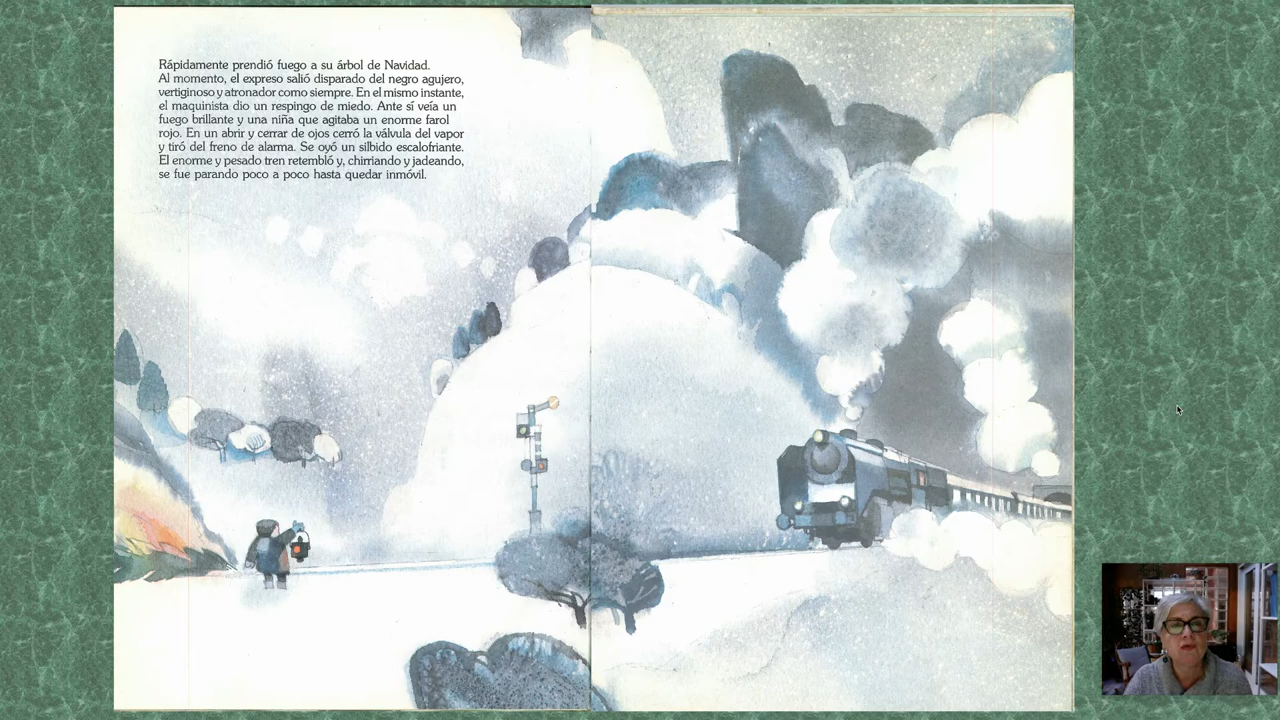 Rápidamente prendió fuego a su árbol de Navidad.
Al momento, el expreso salió disparado del negro agujero,
vertiginoso y atronador como siempre. En el mismo instante,
el maquinista dio un respingo de miedo. Ante sí veía un
fuego brillante y una niña que agitaba un enorme farol
rojo. En un abrir y cerrar de ojos cerró la válvula del vapor
y tiró del freno de alarma. Se oyó un silbido escalofriante.
El enorme y pesado tren retembló y, chirriando y jadeando,
se fue parando poco a poco hasta quedar inmóvil.